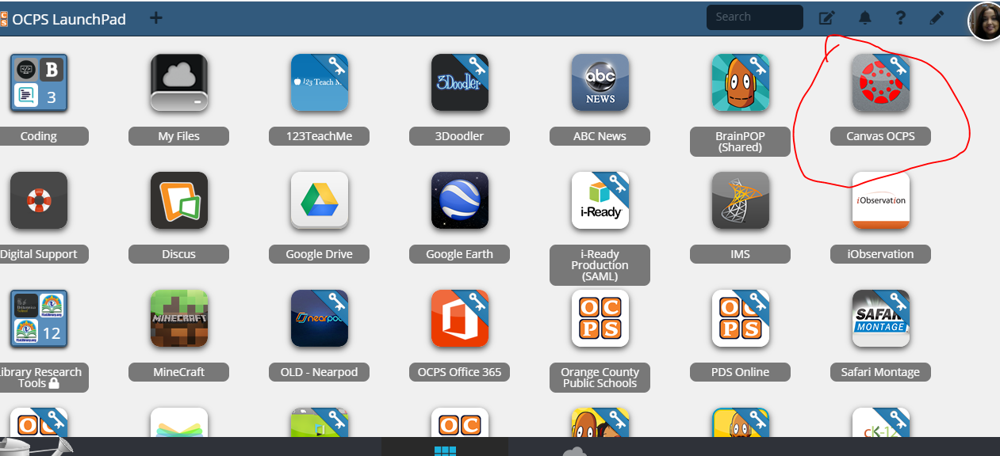 OCPS LaunchPad + Search ?
B
3
123 Teach M
3Doodler
abc
NEWS
Coding My Files 123TeachMe 3Doodler ABC News BrainPOP
(Shared) Canvas OCPS
i-Ready
iObservation
Digital Support Discus Google Drive Google Earth i-Ready
Production
(SAML) IMS iObservation
12
MINECRAFT
nearpod
OC
PS
OC
PS
SAFARI
MONTAGE
Library Research
Tools MineCraft OLD - Nearpod OCPS Office 365 Orange County
Public Schools PDS Online Safari Montage
OC
OC
cK-12